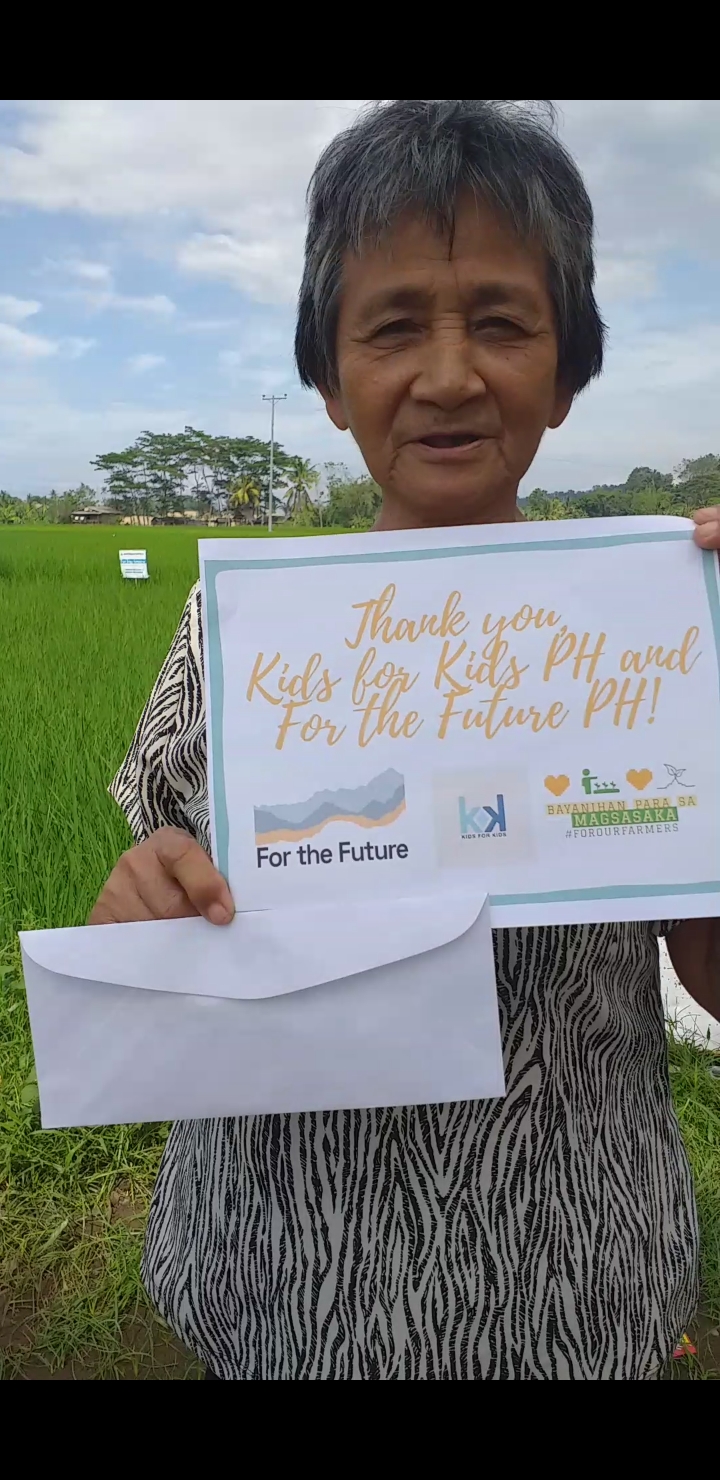 Thank you,
Kids for Kids PH and
For the Future PH!
For the Future
kk
KIDS FOR KIDS
BAYANIHAN PARA SA
MAGSASAKA
#FOROURFARMERS